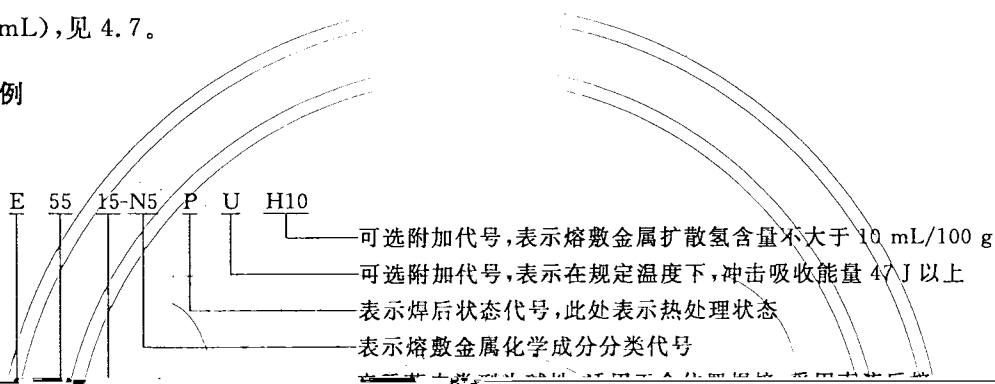 mL),见 4.7。
例
E 55 15-N5 P U H10
可选附加代号,表示熔敷金属扩散氢含量不大于 10 mL/100 g
可选附加代号,表示在规定温度下,冲击吸收能量 47 J 以上
表示焊后状态代号,此处表示热处理状态
表示熔敷金属化学成分分类代号